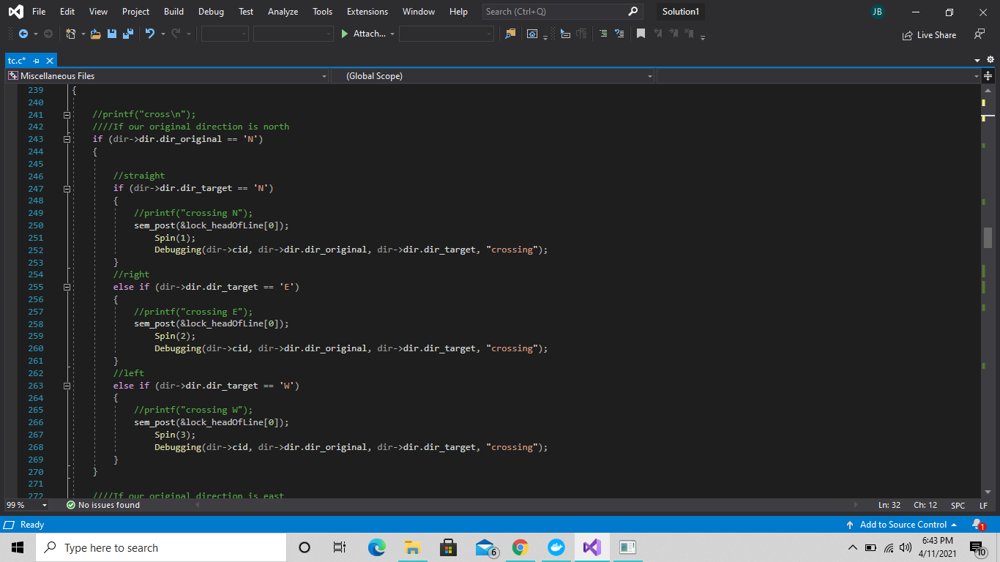 File Edit View Project Build Debug Test Analyze Tools Extensions Window Help Search (Ctrl+Q) Solution1 JB
Attach... Live Share
tc.c*
Miscellaneous Files (Global Scope)
239 {
240
241 //printf("cross\n");
242 ////If our original direction is north
243 if (dir->dir.dir_original == 'N')
244 {
245
246 //straight
247 if (dir->dir.dir_target == 'N')
248 {
249 //printf("crossing N");
250 sem_post(&lock_headOfLine[0]);
251 Spin(1);
252 Debugging(dir->cid, dir->dir.dir_original, dir->dir.dir_target, "crossing");
253 }
254 //right
255 else if (dir->dir.dir_target == 'E')
256 {
257 //printf("crossing E");
258 sem_post(&lock_headOfLine[0]);
259 Spin(2);
260 Debugging(dir->cid, dir->dir.dir_original, dir->dir.dir_target, "crossing");
261 }
262 //left
263 else if (dir->dir.dir_target == 'W')
264 {
265 //printf("crossing W");
266 sem_post(&lock_headOfLine[0]);
267 Spin(3);
268 Debugging(dir->cid, dir->dir.dir_original, dir->dir.dir_target, "crossing");
269 }
270 }
271
272 ////If our original direction is east
99 % No issues found Ln: 32 Ch: 12 SPC LF
Ready Add to Source Control 1
Type here to search 6 6:43 PM
4/11/2021 10